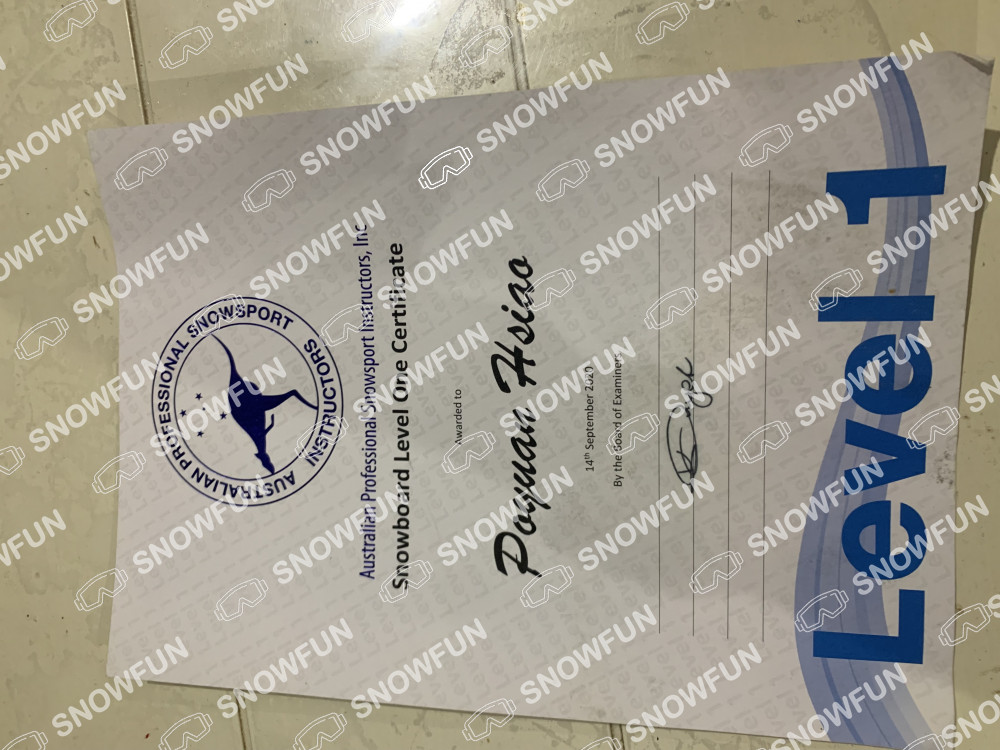 AUSTRALIAN PROFESSIONAL SNOWSPORT INSTRUCTORS
Australian Professional Snowsport Instructors, Inc
Snowboard Level One Certificate
Awarded to
Poyuan Hsiao
14th September 2020
By the Board of Examiners
Level 1
SNOWFUN